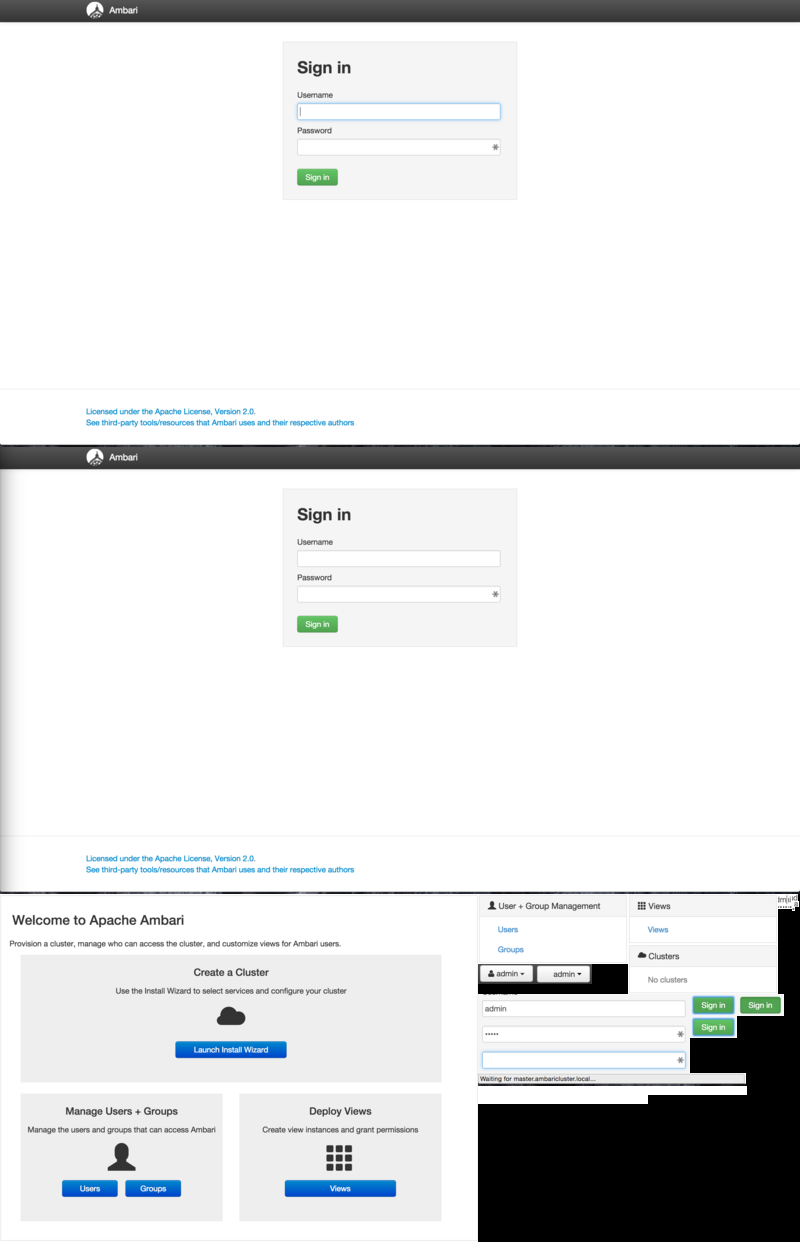 Ambari
Sign in
Username
Password
Sign in
Licensed under the Apache License, Version 2.0.
See third-party tools/resources that Ambari uses and their respective authors
Ambari
Sign in
Username
Password
Sign in
Licensed under the Apache License, Version 2.0.
See third-party tools/resources that Ambari uses and their respective authors
Welcome to Apache Ambari
Provision a cluster, manage who can access the cluster, and customize views for Ambari users.
Create a Cluster
Use the Install Wizard to select services and configure your cluster
Launch Install Wizard
Manage Users + Groups
Manage the users and groups that can access Ambari
Users Groups
Deploy Views
Create view instances and grant permissions
Views
User + Group Management
Users
Groups
admin admin
Views
Views
Clusters
No clusters
admin
•••••
Sign in Sign in
Sign in
Waiting for master.ambaricluster.local...